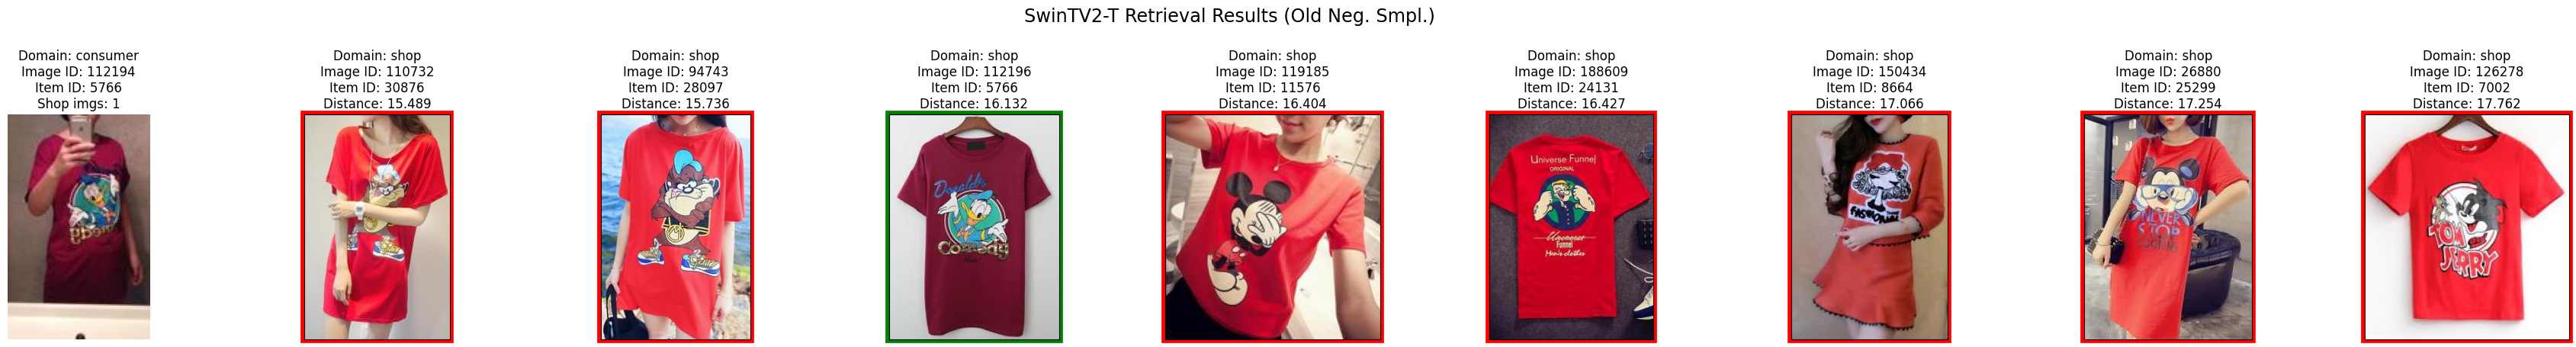 SwinTV2-T Retrieval Results (Old Neg. Smpl.)
Domain: consumer
Image ID: 112194
Item ID: 5766
Shop imgs: 1
Domain: shop
Image ID: 110732
Item ID: 30876
Distance: 15.489
Domain: shop
Image ID: 94743
Item ID: 28097
Distance: 15.736
Domain: shop
Image ID: 112196
Item ID: 5766
Distance: 16.132
Donald's
Comedy
Domain: shop
Image ID: 119185
Item ID: 11576
Distance: 16.404
Domain: shop
Image ID: 188609
Item ID: 24131
Distance: 16.427
Universe Funnel
ORIGINAL
Universe
Funnel
Men's clothes
Domain: shop
Image ID: 150434
Item ID: 8664
Distance: 17.066
FASHIONABLE
Domain: shop
Image ID: 26880
Item ID: 25299
Distance: 17.254
NEVER
STOP
Domain: shop
Image ID: 126278
Item ID: 7002
Distance: 17.762
TOM
JERRY